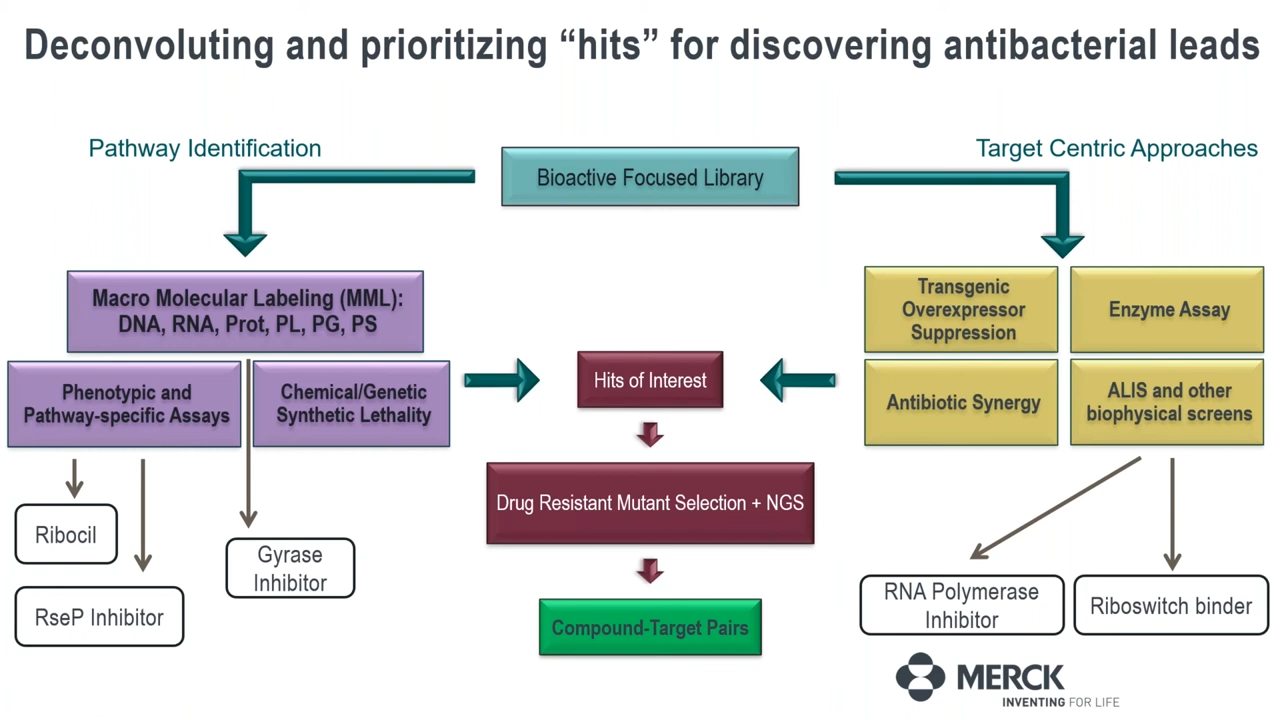 Deconvoluting and prioritizing “hits” for discovering antibacterial leads
Pathway Identification
Bioactive Focused Library
Target Centric Approaches
Macro Molecular Labeling (MML):
DNA, RNA, Prot, PL, PG, PS
Phenotypic and
Pathway-specific Assays
Chemical/Genetic
Synthetic Lethality
Hits of Interest
Transgenic
Overexpressor
Suppression
Enzyme Assay
Antibiotic Synergy
ALIS and other
biophysical screens
Drug Resistant Mutant Selection + NGS
Ribocil
RseP Inhibitor
Gyrase
Inhibitor
Compound-Target Pairs
RNA Polymerase
Inhibitor
Riboswitch binder
MERCK
INVENTING FOR LIFE